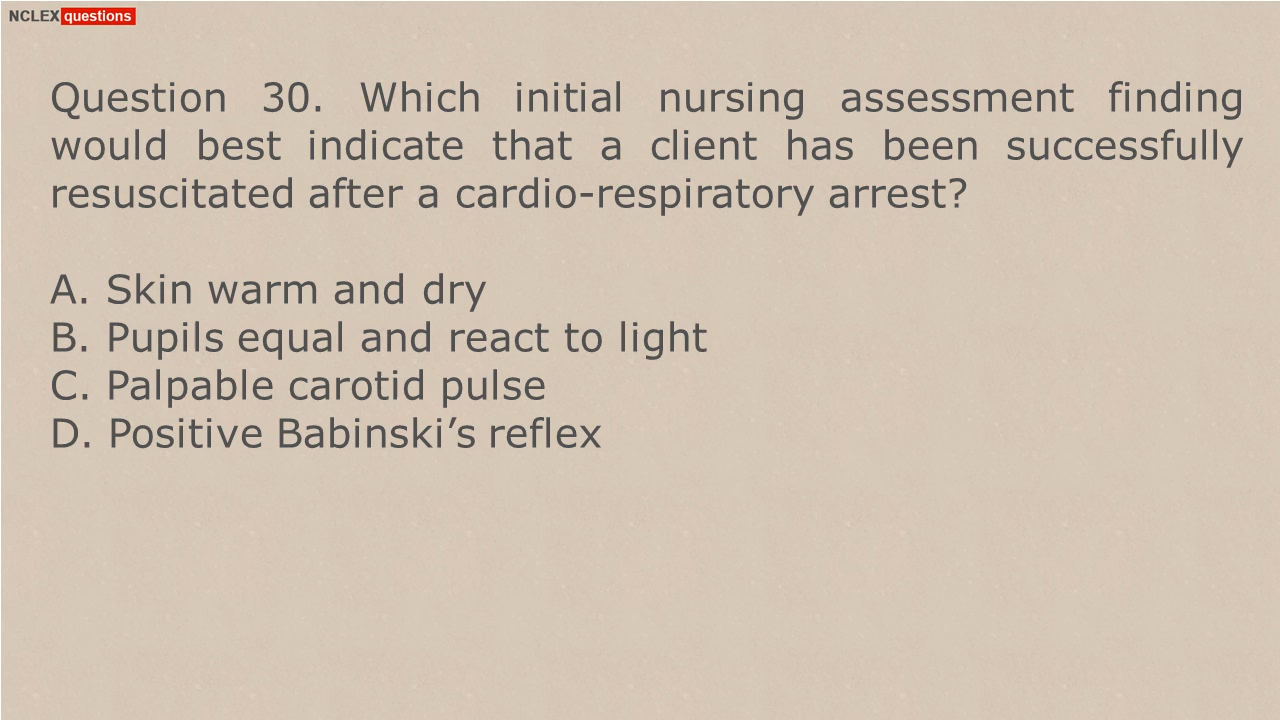 NCLEX questions
Question 30. Which initial nursing assessment finding
would best indicate that a client has been successfully
resuscitated after a cardio-respiratory arrest?
A. Skin warm and dry
B. Pupils equal and react to light
C. Palpable carotid pulse
D. Positive Babinski’s reflex